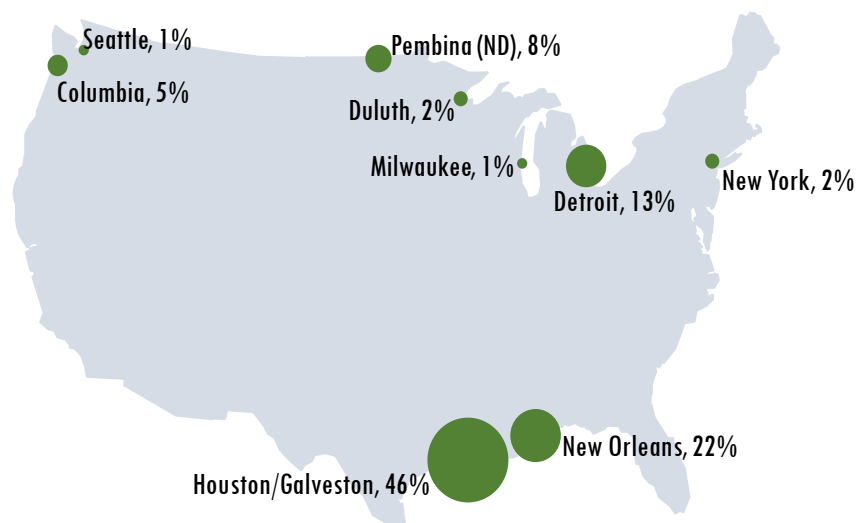 Seattle, 1%
Pembina (ND), 8%
Columbia, 5%
Duluth, 2%
Milwaukee, 1%
New York, 2%
Detroit, 13%
New Orleans, 22%
Houston/Galveston, 46%